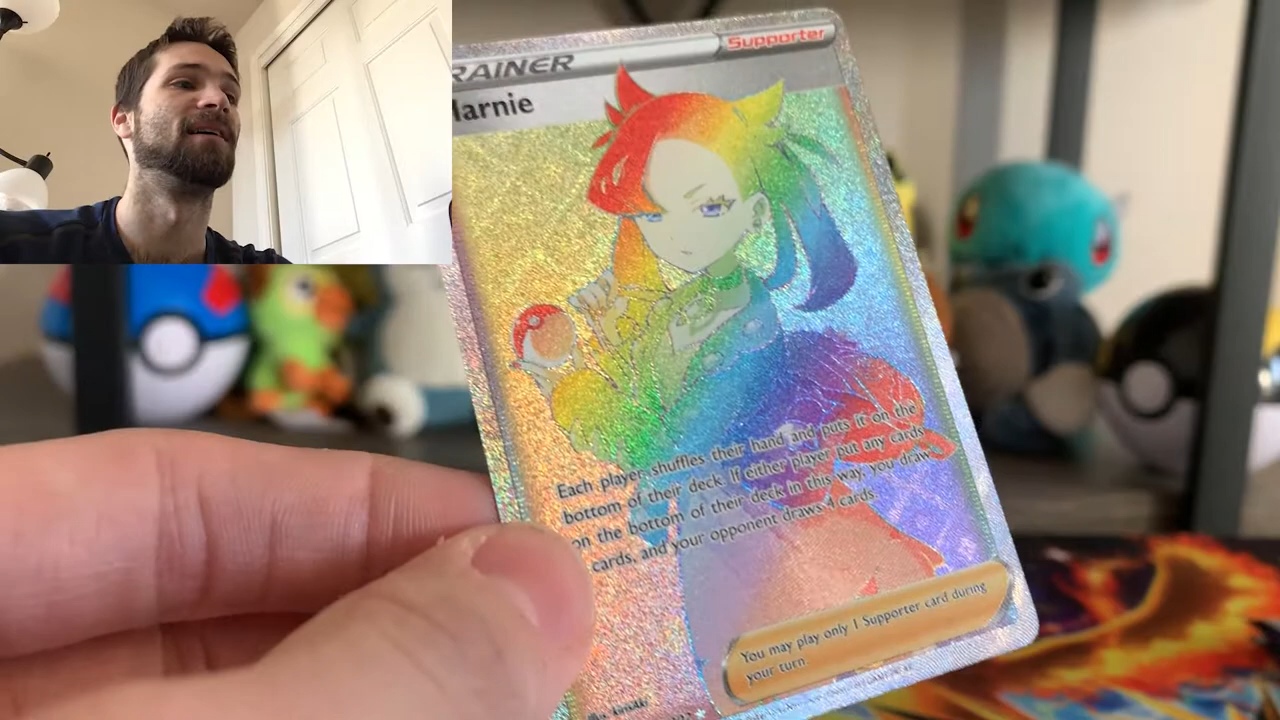 Supporter
RAINER
arnie
Each player shuffles their hand and puts it on the
bottom of their deck. If either player put any cards
on the bottom of their deck in this way, you draw
cards, and your opponent draws 4 cards.
You may play only 1 Supporter card during
your turn.
Illus.